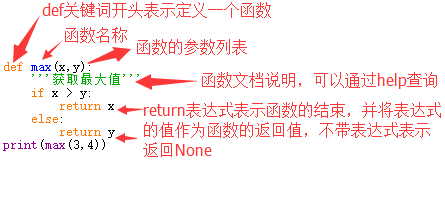 def关键词开头表示定义一个函数
函数名称
函数的参数列表
def max(x,y):
'''获取最大值'''
函数文档说明，可以通过help查询
if x > y:
return x
return表达式表示函数的结束，并将表达式
的值作为函数的返回值，不带表达式表示
返回None
else:
return y
print(max(3,4))